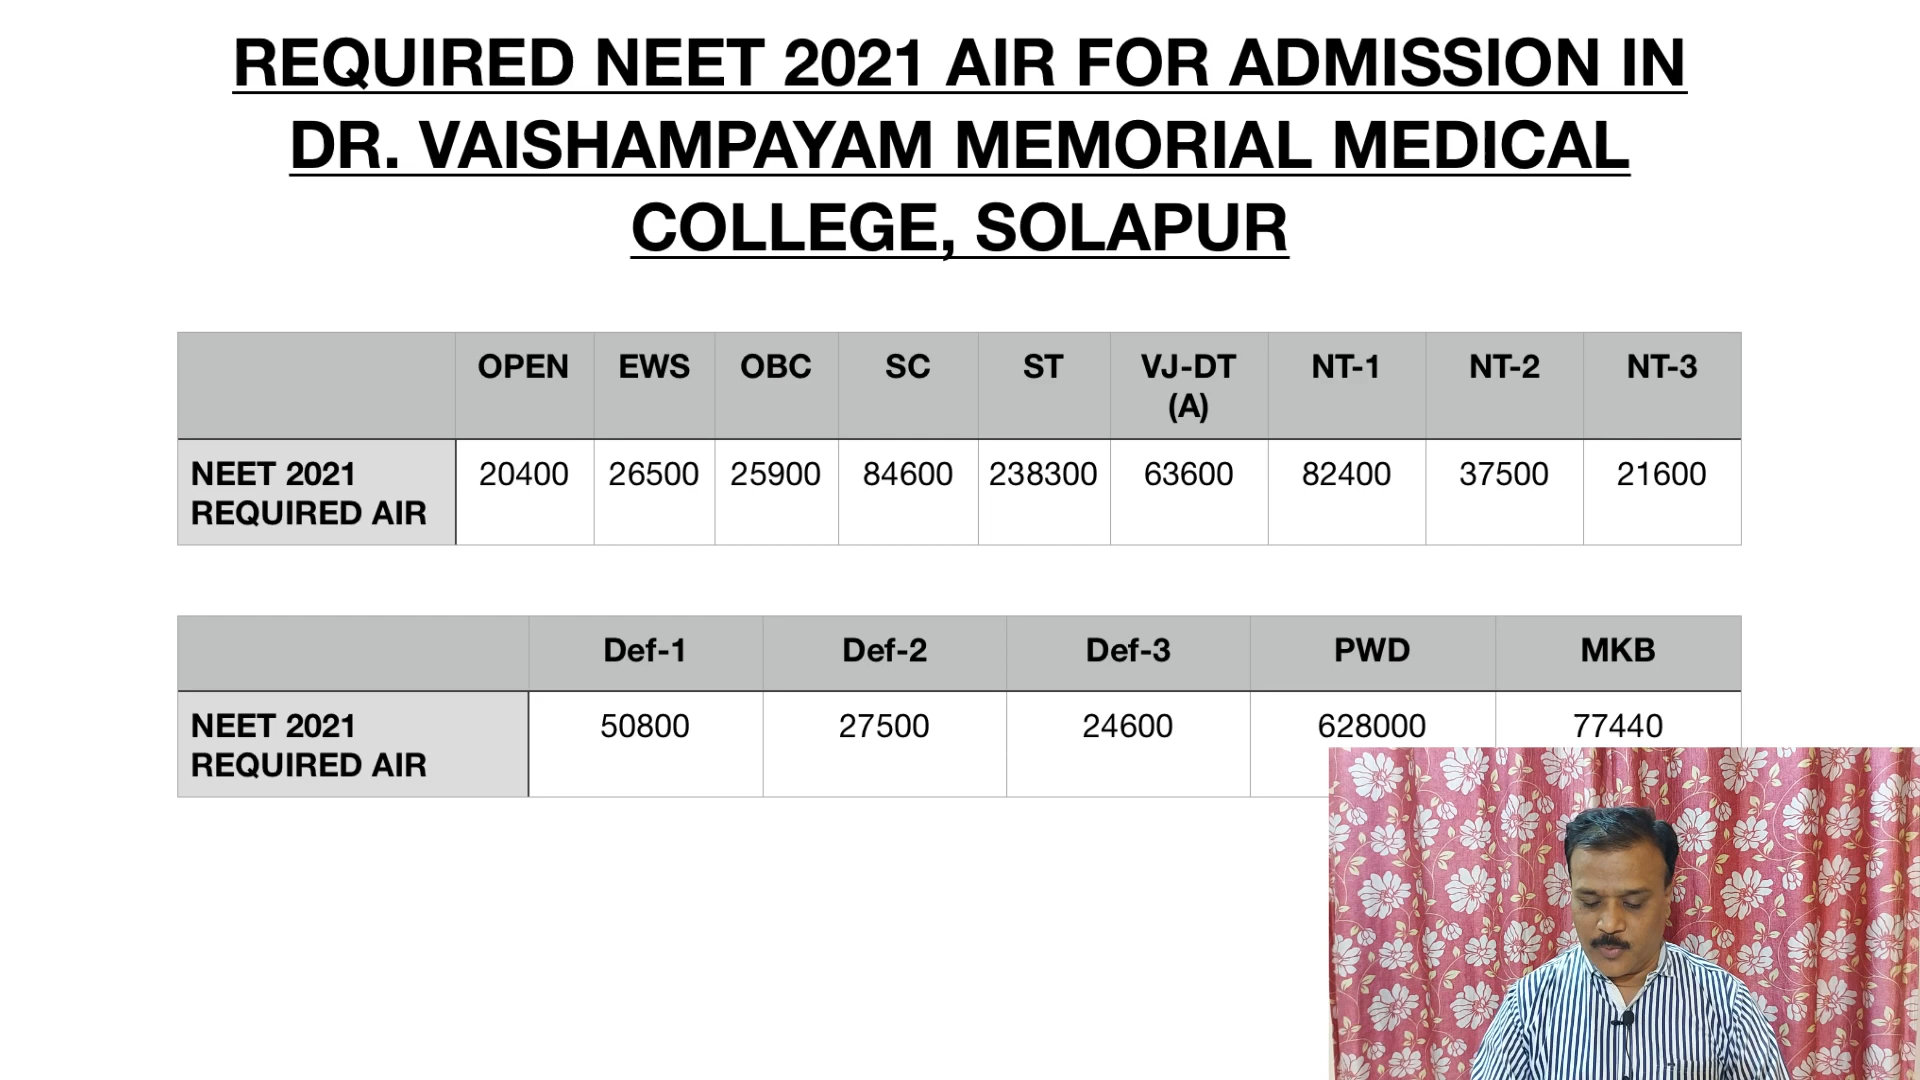 REQUIRED NEET 2021 AIR FOR ADMISSION IN
DR. VAISHAMPAYAM MEMORIAL MEDICAL
COLLEGE, SOLAPUR
OPEN EWS OBC SC ST VJ-DT (A) NT-1 NT-2 NT-3
NEET 2021 REQUIRED AIR 20400 26500 25900 84600 238300 63600 82400 37500 21600
Def-1 Def-2 Def-3 PWD MKB
NEET 2021 REQUIRED AIR 50800 27500 24600 628000 77440